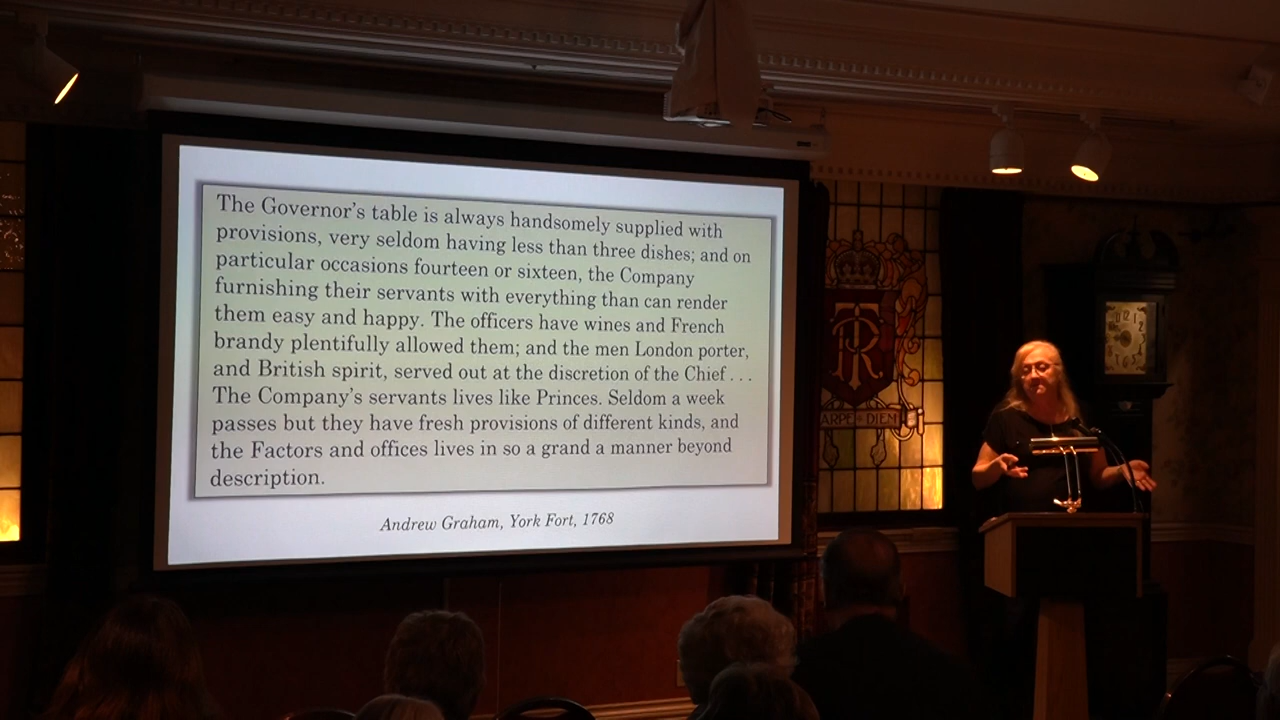 The Governor's table is always handsomely supplied with
provisions, very seldom having less than three dishes; and on
particular occasions fourteen or sixteen, the Company
furnishing their servants with everything than can render
them easy and happy. The officers have wines and French
brandy plentifully allowed them; and the men London porter,
and British spirit, served out at the discretion of the Chief . . .
The Company's servants lives like Princes. Seldom a week
passes but they have fresh provisions of different kinds, and
the Factors and offices lives in so a grand a manner beyond
description.
Andrew Graham, York Fort, 1768
ARPE DIEM